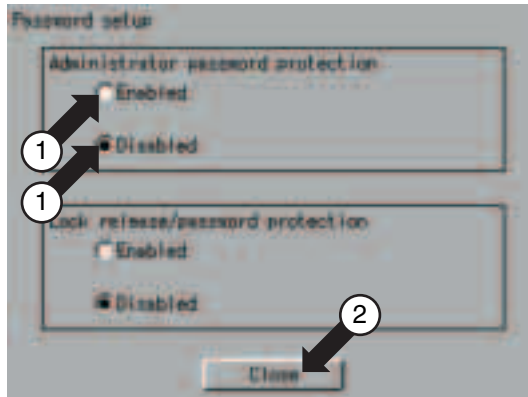 Password setup
Administrator password protection
Enabled
1
Disabled
1
Lock release/password protection
Enabled
Disabled
2
Close